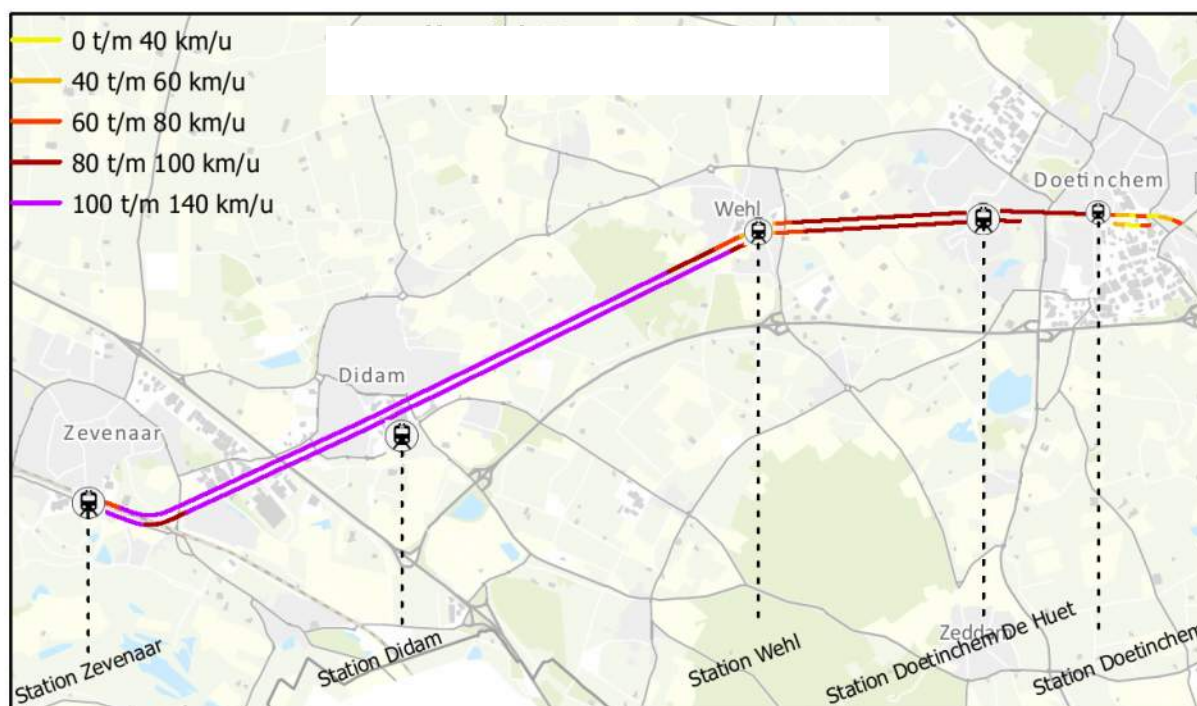 0 t/m 40 km/u
40 t/m 60 km/u
60 t/m 80 km/u
80 t/m 100 km/u
100 t/m 140 km/u
Doetinchem
Wehl
Didam
Zevenaar
Zeddam
Station Zevenaar
Station Didam
Station Wehl
Station Doetinchem De Huet
Station Doetinchem